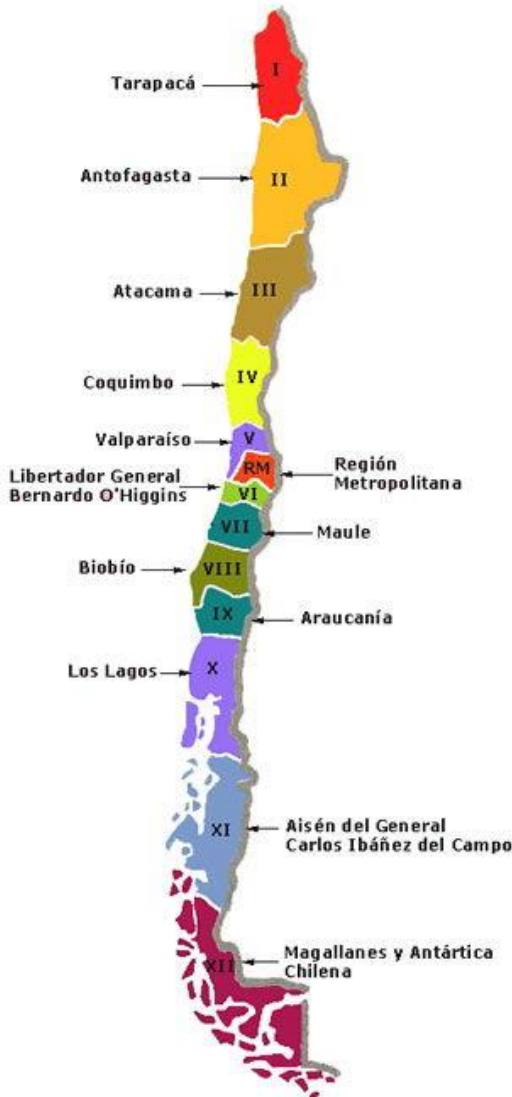 I
Tarapacá
Antofagasta
II
Atacama
III
Coquimbo
IV
Valparaíso
V
RM
Región
Metropolitana
Libertador General
Bernardo O'Higgins
VI
VII
Maule
Biobío
VIII
IX
Araucanía
Los Lagos
X
XI
Aisén del General
Carlos Ibáñez del Campo
XII
Magallanes y Antártica
Chilena